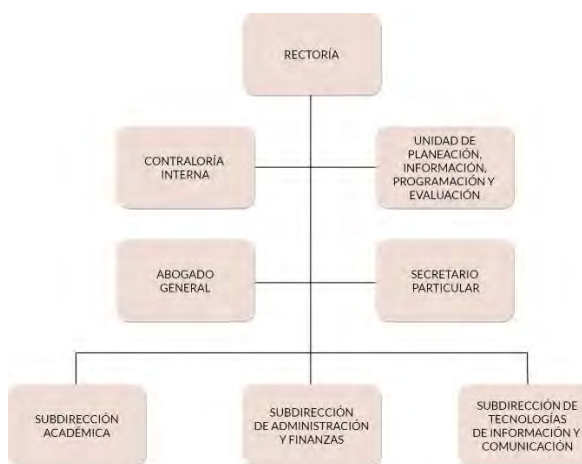 RECTORÍA
CONTRALORÍA
INTERNA
UNIDAD DE
PLANEACIÓN,
INFORMACIÓN,
PROGRAMACIÓN Y
EVALUACIÓN
ABOGADO
GENERAL
SECRETARIO
PARTICULAR
SUBDIRECCIÓN
ACADÉMICA
SUBDIRECCIÓN
DE ADMINISTRACIÓN
Y FINANZAS
SUBDIRECCIÓN DE
TECNOLOGÍAS
DE INFORMACIÓN Y
COMUNICACIÓN